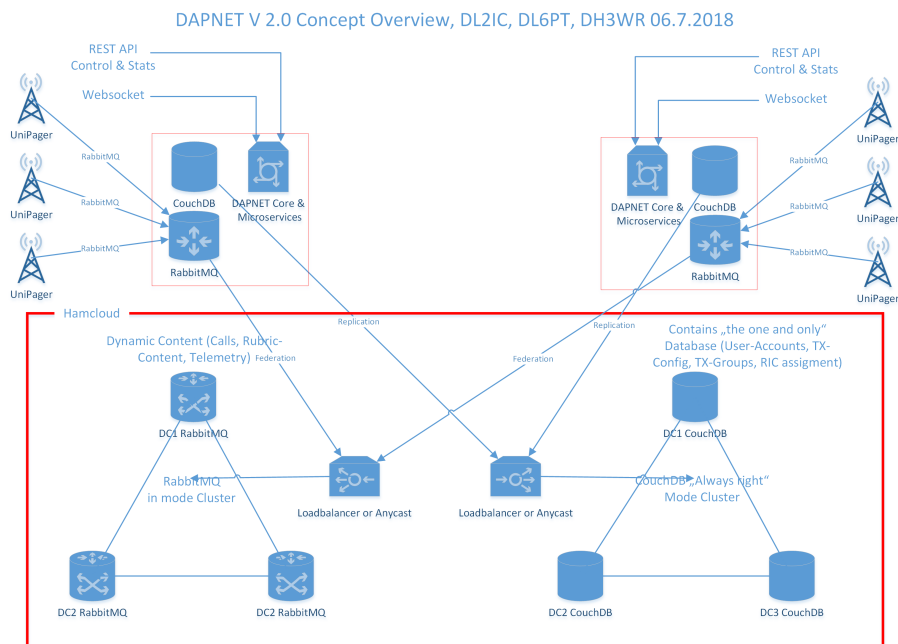 DAPNET V 2.0 Concept Overview, DL2IC, DL6PT, DH3WR 06.7.2018
REST API
Control & Stats
Websocket
REST API
Control & Stats
Websocket
UniPager
UniPager
UniPager
RabbitMQ
RabbitMQ
RabbitMQ
CouchDB
DAPNET Core &
Microservices
RabbitMQ
DAPNET Core &
Microservices
CouchDB
RabbitMQ
RabbitMQ
RabbitMQ
RabbitMQ
UniPager
UniPager
UniPager
Hamcloud
Replication
Replication
Federation
Federation
Dynamic Content (Calls, Rubric-
Content, Telemetry)
Contains „the one and only“
Database (User-Accounts, TX-
Config, TX-Groups, RIC assigment)
DC1 RabbitMQ
DC1 CouchDB
RabbitMQ
in mode Cluster
Loadbalancer or Anycast
Loadbalancer or Anycast
CouchDB „Always right“
Mode Cluster
DC2 RabbitMQ
DC2 RabbitMQ
DC2 CouchDB
DC3 CouchDB